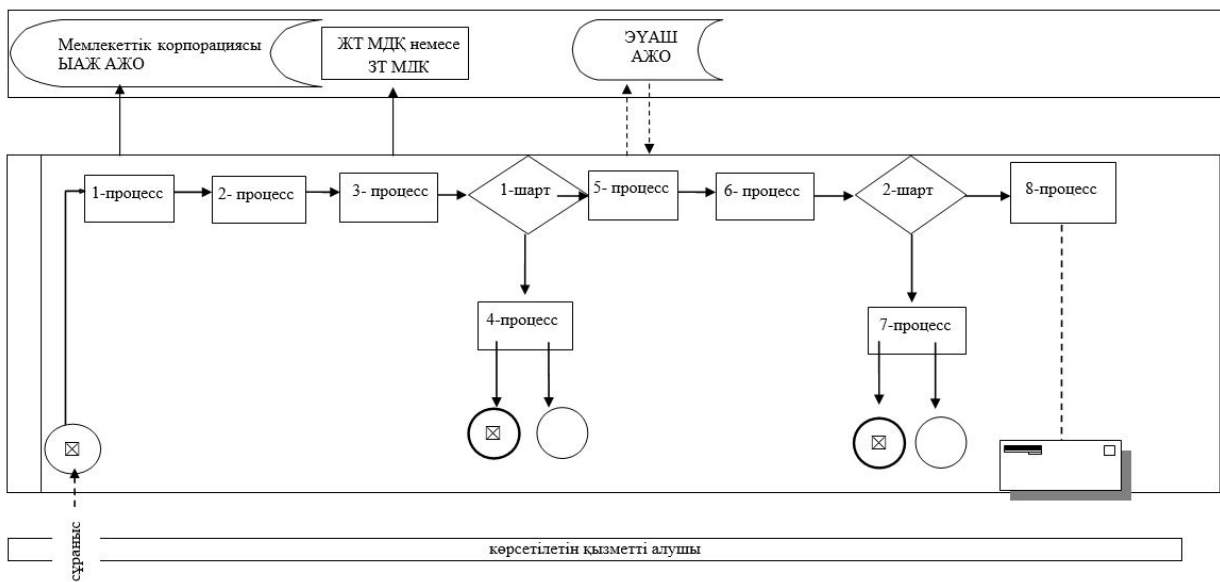 Мемлекеттік корпорациясы
ЫАЖ АЖО
ЖТ МДҚ немесе
ЗТ МДК
ЭҮАШ
АЖО
1-процесс
2- процесс
3- процесс
1-шарт
5- процесс
6- процесс
2-шарт
8-процесс
4-процесс
7-процесс
сұраныс
көрсетілетін қызметті алушы